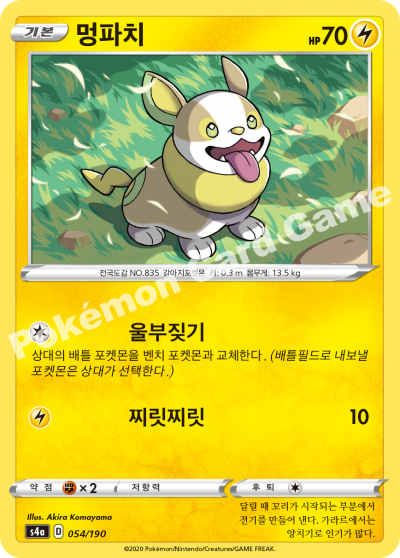 기본 멍파치 HP 70
전국도감 NO.835 강아지포켓몬 키: 0.3 m 몸무게: 13.5 kg
Pokémon Card Game
울부짖기
상대의 배틀 포켓몬을 벤치 포켓몬과 교체한다. (배틀필드로 내보낼
포켓몬은 상대가 선택한다.)
찌릿찌릿 10
약점 ×2 저항력 후퇴
Illus. Akira Komayama
s4a D 054/190
달릴 때 꼬리가 시작되는 부분에서
전기를 만들어 낸다. 가라르에서는
양치기로 인기가 많다.
©2020 Pokémon/Nintendo/Creatures/GAME FREAK.